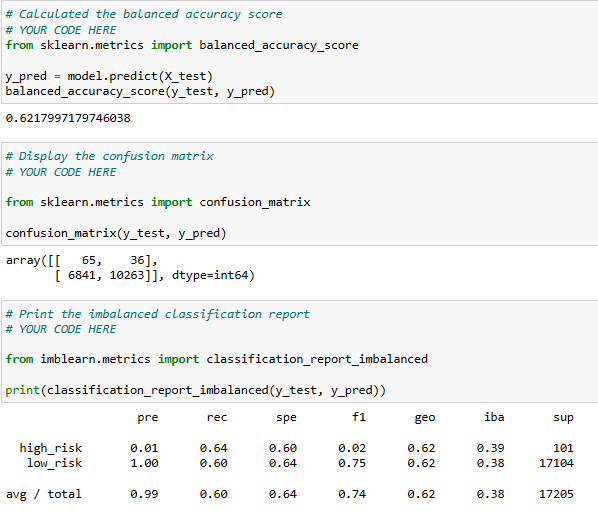 # Calculated the balanced accuracy score
# YOUR CODE HERE
from sklearn.metrics import balanced_accuracy_score
y_pred = model.predict(X_test)
balanced_accuracy_score(y_test, y_pred)
0.6217997179746038
# Display the confusion matrix
# YOUR CODE HERE
from sklearn.metrics import confusion_matrix
confusion_matrix(y_test, y_pred)
array([[   65,    36],
       [ 6841, 10263]], dtype=int64)
# Print the imbalanced classification report
# YOUR CODE HERE
from imblearn.metrics import classification_report_imbalanced
print(classification_report_imbalanced(y_test, y_pred))
pre rec spe f1 geo iba sup
high_risk 0.01 0.64 0.60 0.02 0.62 0.39 101
low_risk 1.00 0.60 0.64 0.75 0.62 0.38 17104
avg / total 0.99 0.60 0.64 0.74 0.62 0.38 17205